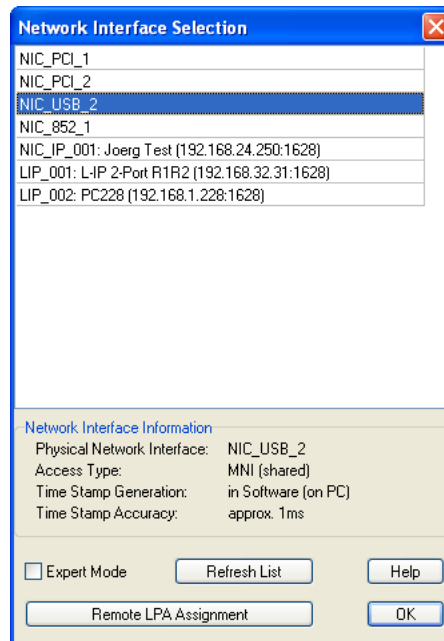 Network Interface Selection
NIC_PCI_1
NIC_PCI_2
NIC_USB_2
NIC_852_1
NIC_IP_001: Joerg Test (192.168.24.250:1628)
LIP_001: L-IP 2-Port R1R2 (192.168.32.31:1628)
LIP_002: PC228 (192.168.1.228:1628)
Network Interface Information
Physical Network Interface: NIC_USB_2
Access Type: MNI (shared)
Time Stamp Generation: in Software (on PC)
Time Stamp Accuracy: approx. 1ms
Expert Mode Refresh List Help
Remote LPA Assignment OK